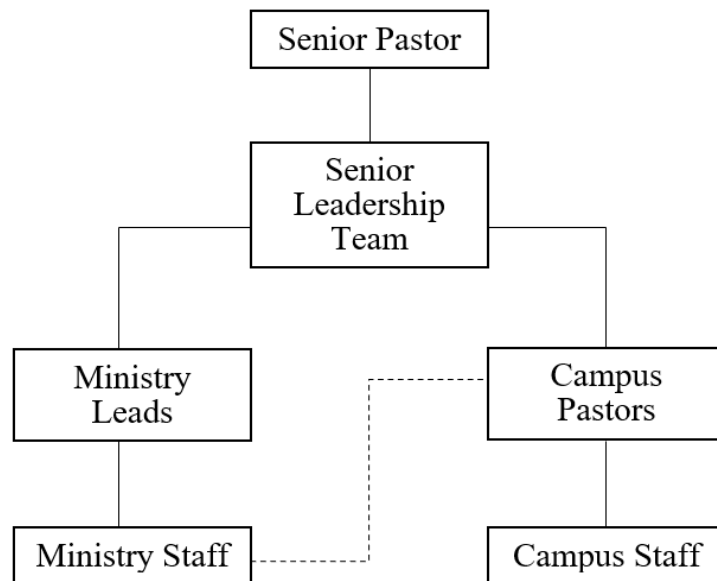 Senior Pastor
Senior
Leadership
Team
Ministry
Leads
Campus
Pastors
Ministry Staff
Campus Staff